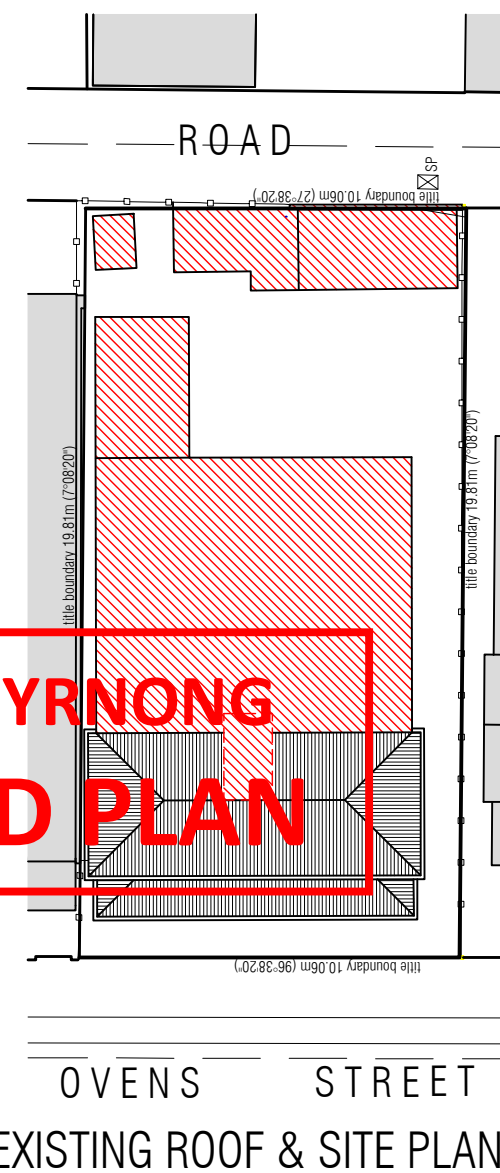 ROAD
SP
title boundary 10.06m (27°38'20")
title boundary 19.81m (7°08'20")
title boundary 19.81m (7°08'20")
YRNONG
D PLAN
title boundary 10.06m (96°38'20")
OVENS STREET
EXISTING ROOF & SITE PLAN